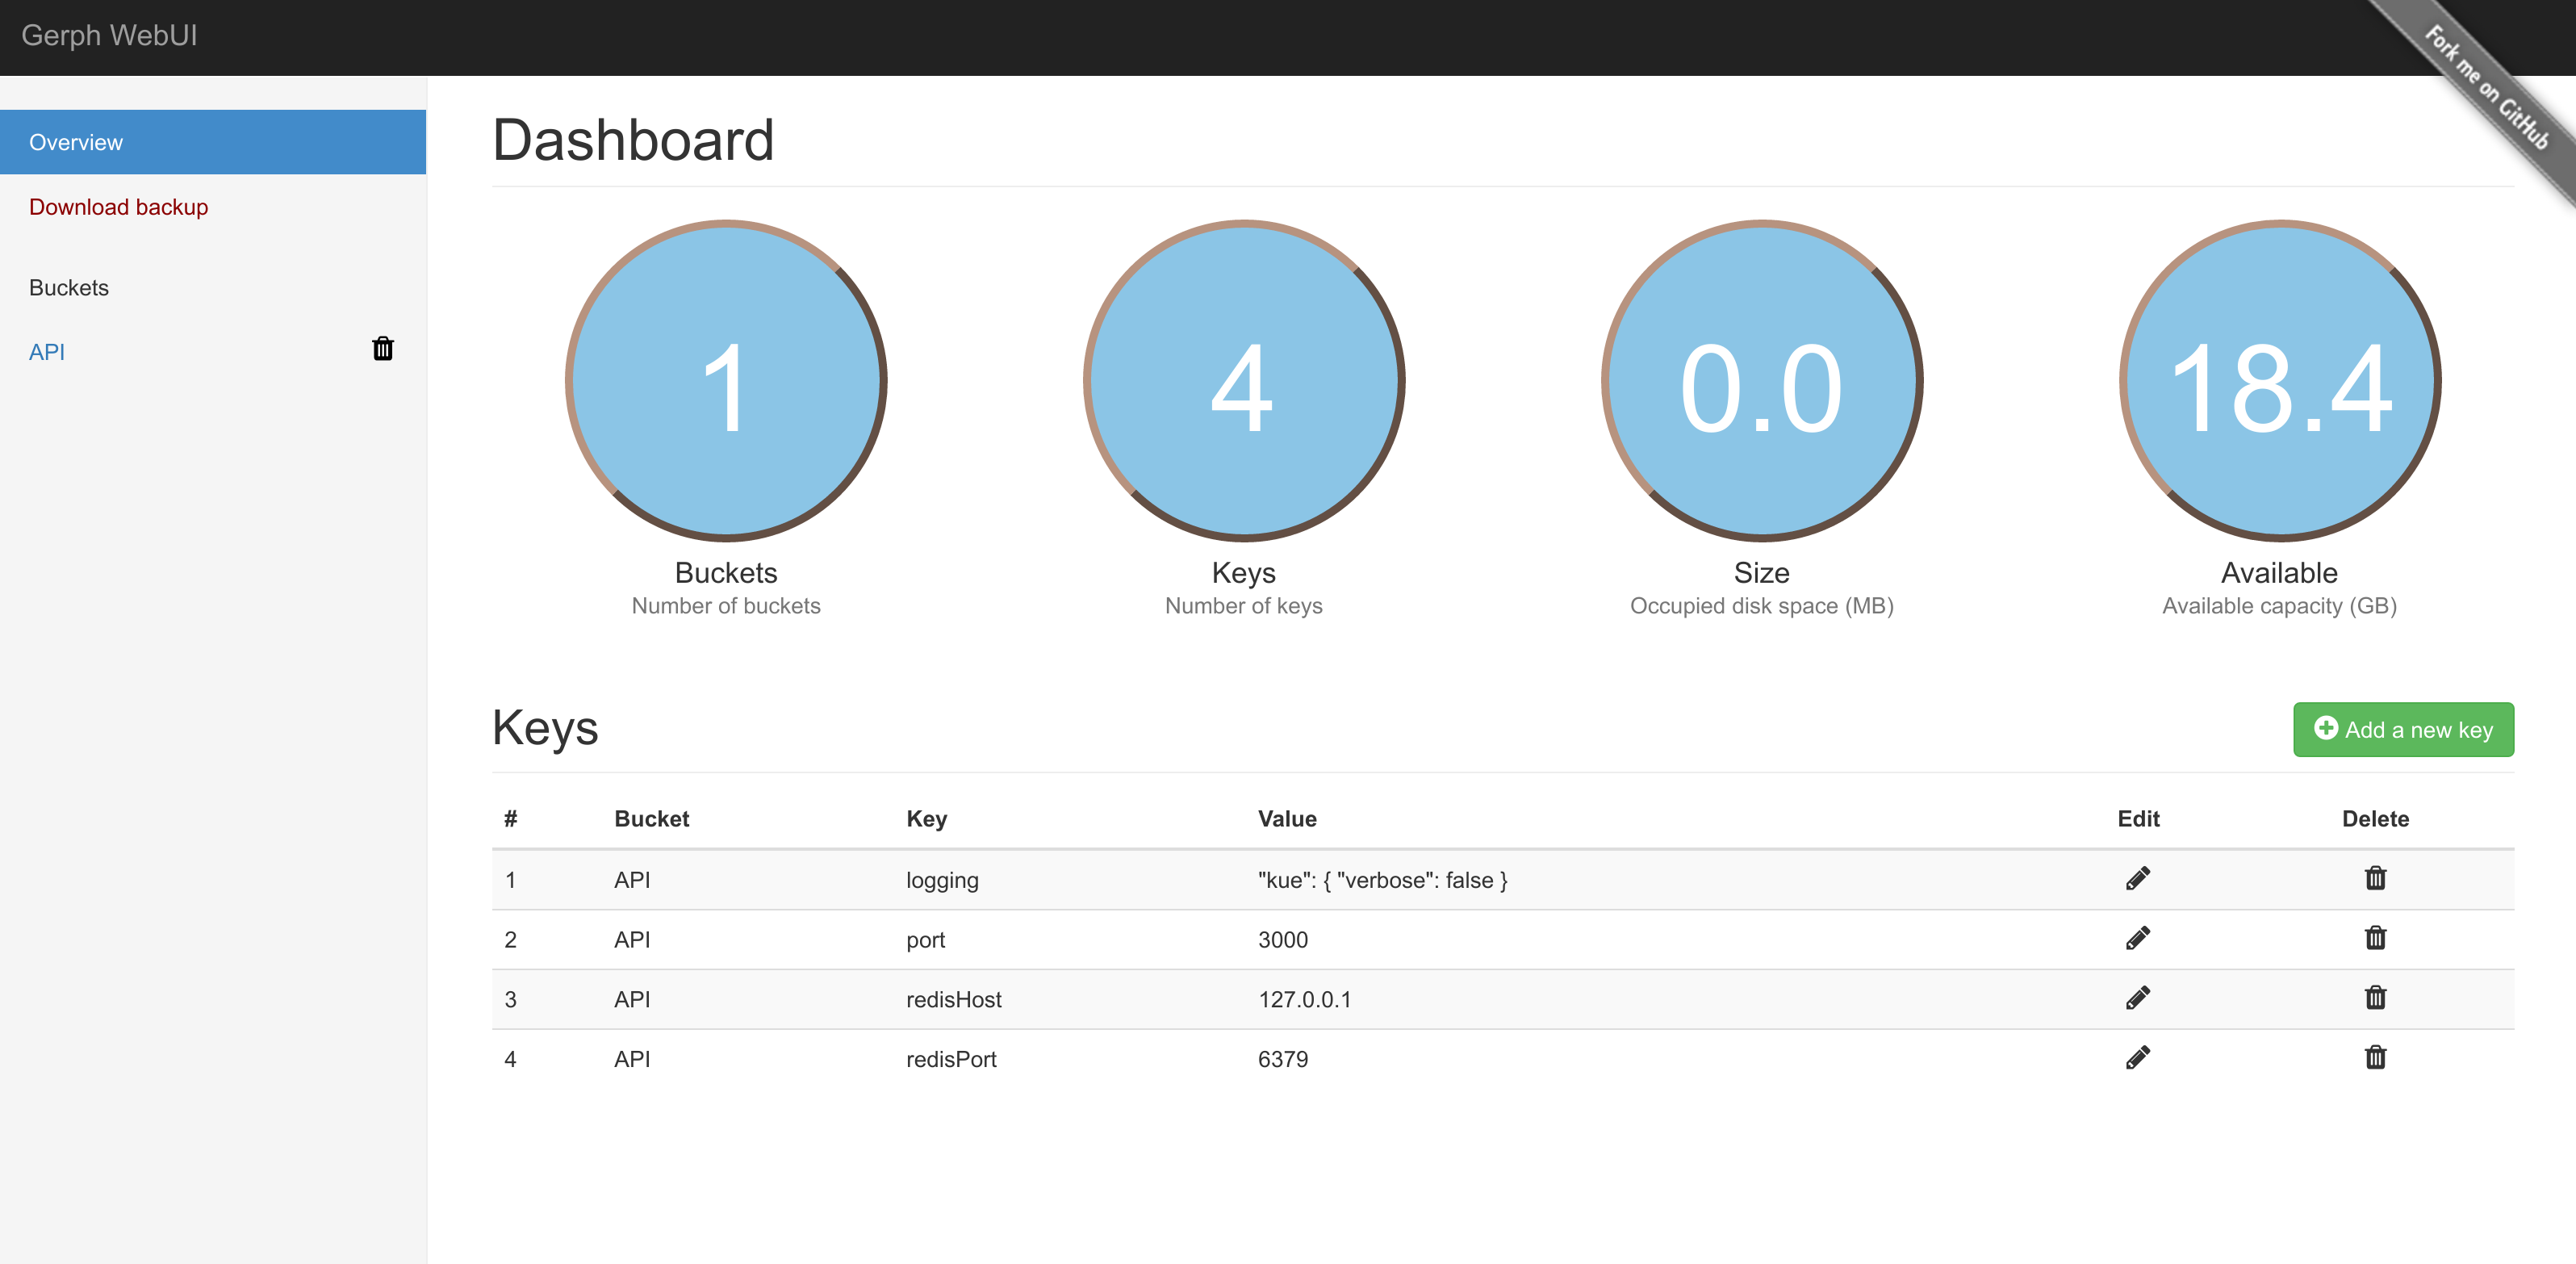 Gerph WebUI
Fork me on GitHub
Overview
Download backup
Buckets
API
Dashboard
1
Buckets
Number of buckets
4
Keys
Number of keys
0.0
Size
Occupied disk space (MB)
18.4
Available
Available capacity (GB)
Keys
Add a new key
# Bucket Key Value Edit Delete
1 API logging "kue": { "verbose": false }
2 API port 3000
3 API redisHost 127.0.0.1
4 API redisPort 6379